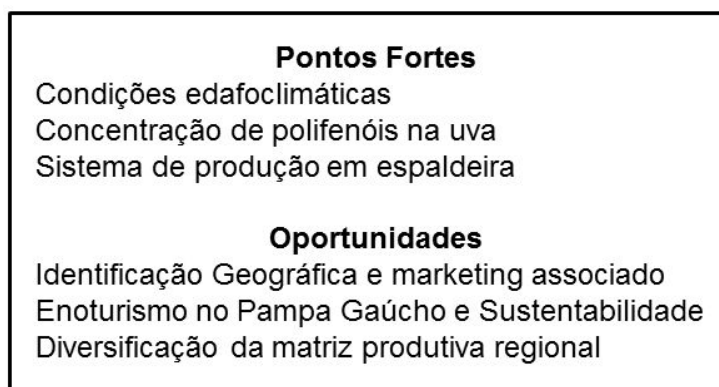 Pontos Fortes
Condições edafoclimáticas
Concentração de polifenóis na uva
Sistema de produção em espaldeira
Oportunidades
Identificação Geográfica e marketing associado
Enoturismo no Pampa Gaúcho e Sustentabilidade
Diversificação da matriz produtiva regional